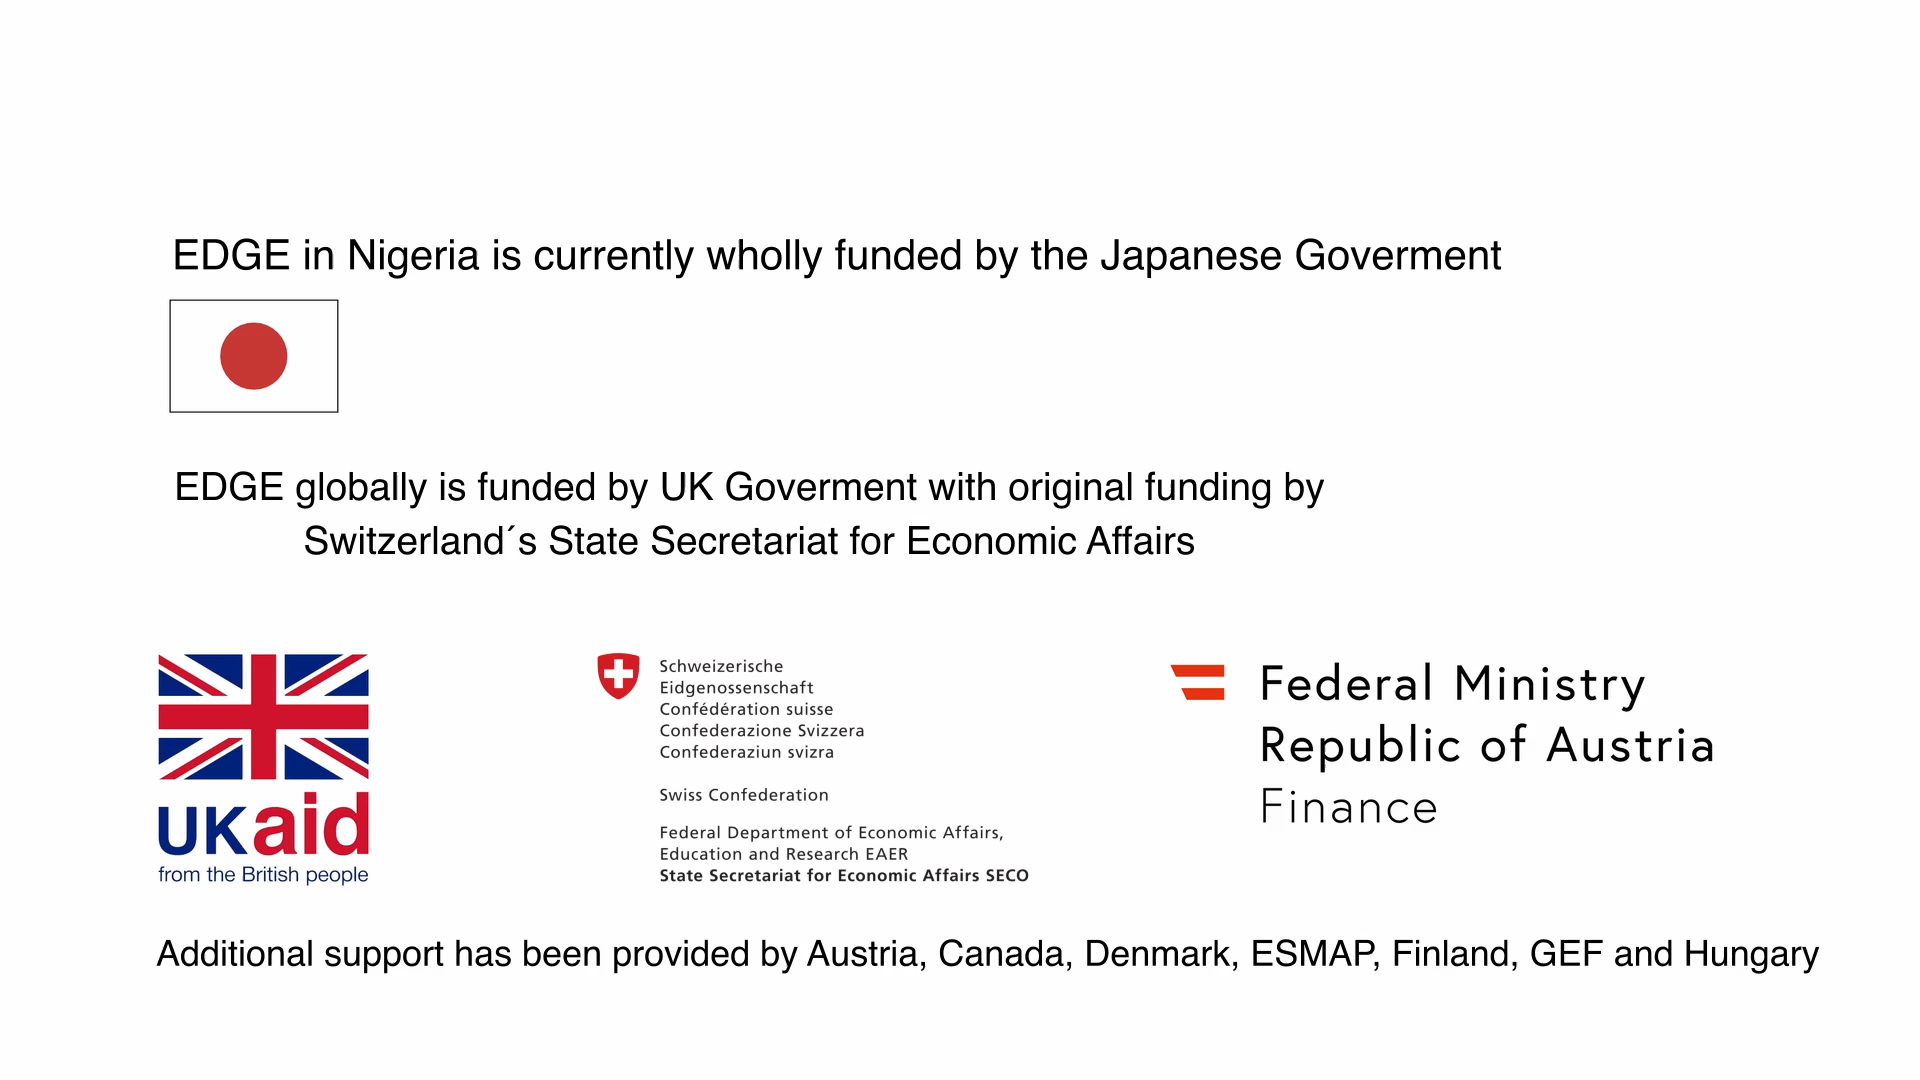 EDGE in Nigeria is currently wholly funded by the Japanese Goverment
EDGE globally is funded by UK Goverment with original funding by
Switzerland´s State Secretariat for Economic Affairs
UKaid
from the British people
Schweizerische
Eidgenossenschaft
Confédération suisse
Confederazione Svizzera
Confederaziun svizra
Swiss Confederation
Federal Department of Economic Affairs,
Education and Research EAER
State Secretariat for Economic Affairs SECO
Federal Ministry
Republic of Austria
Finance
Additional support has been provided by Austria, Canada, Denmark, ESMAP, Finland, GEF and Hungary